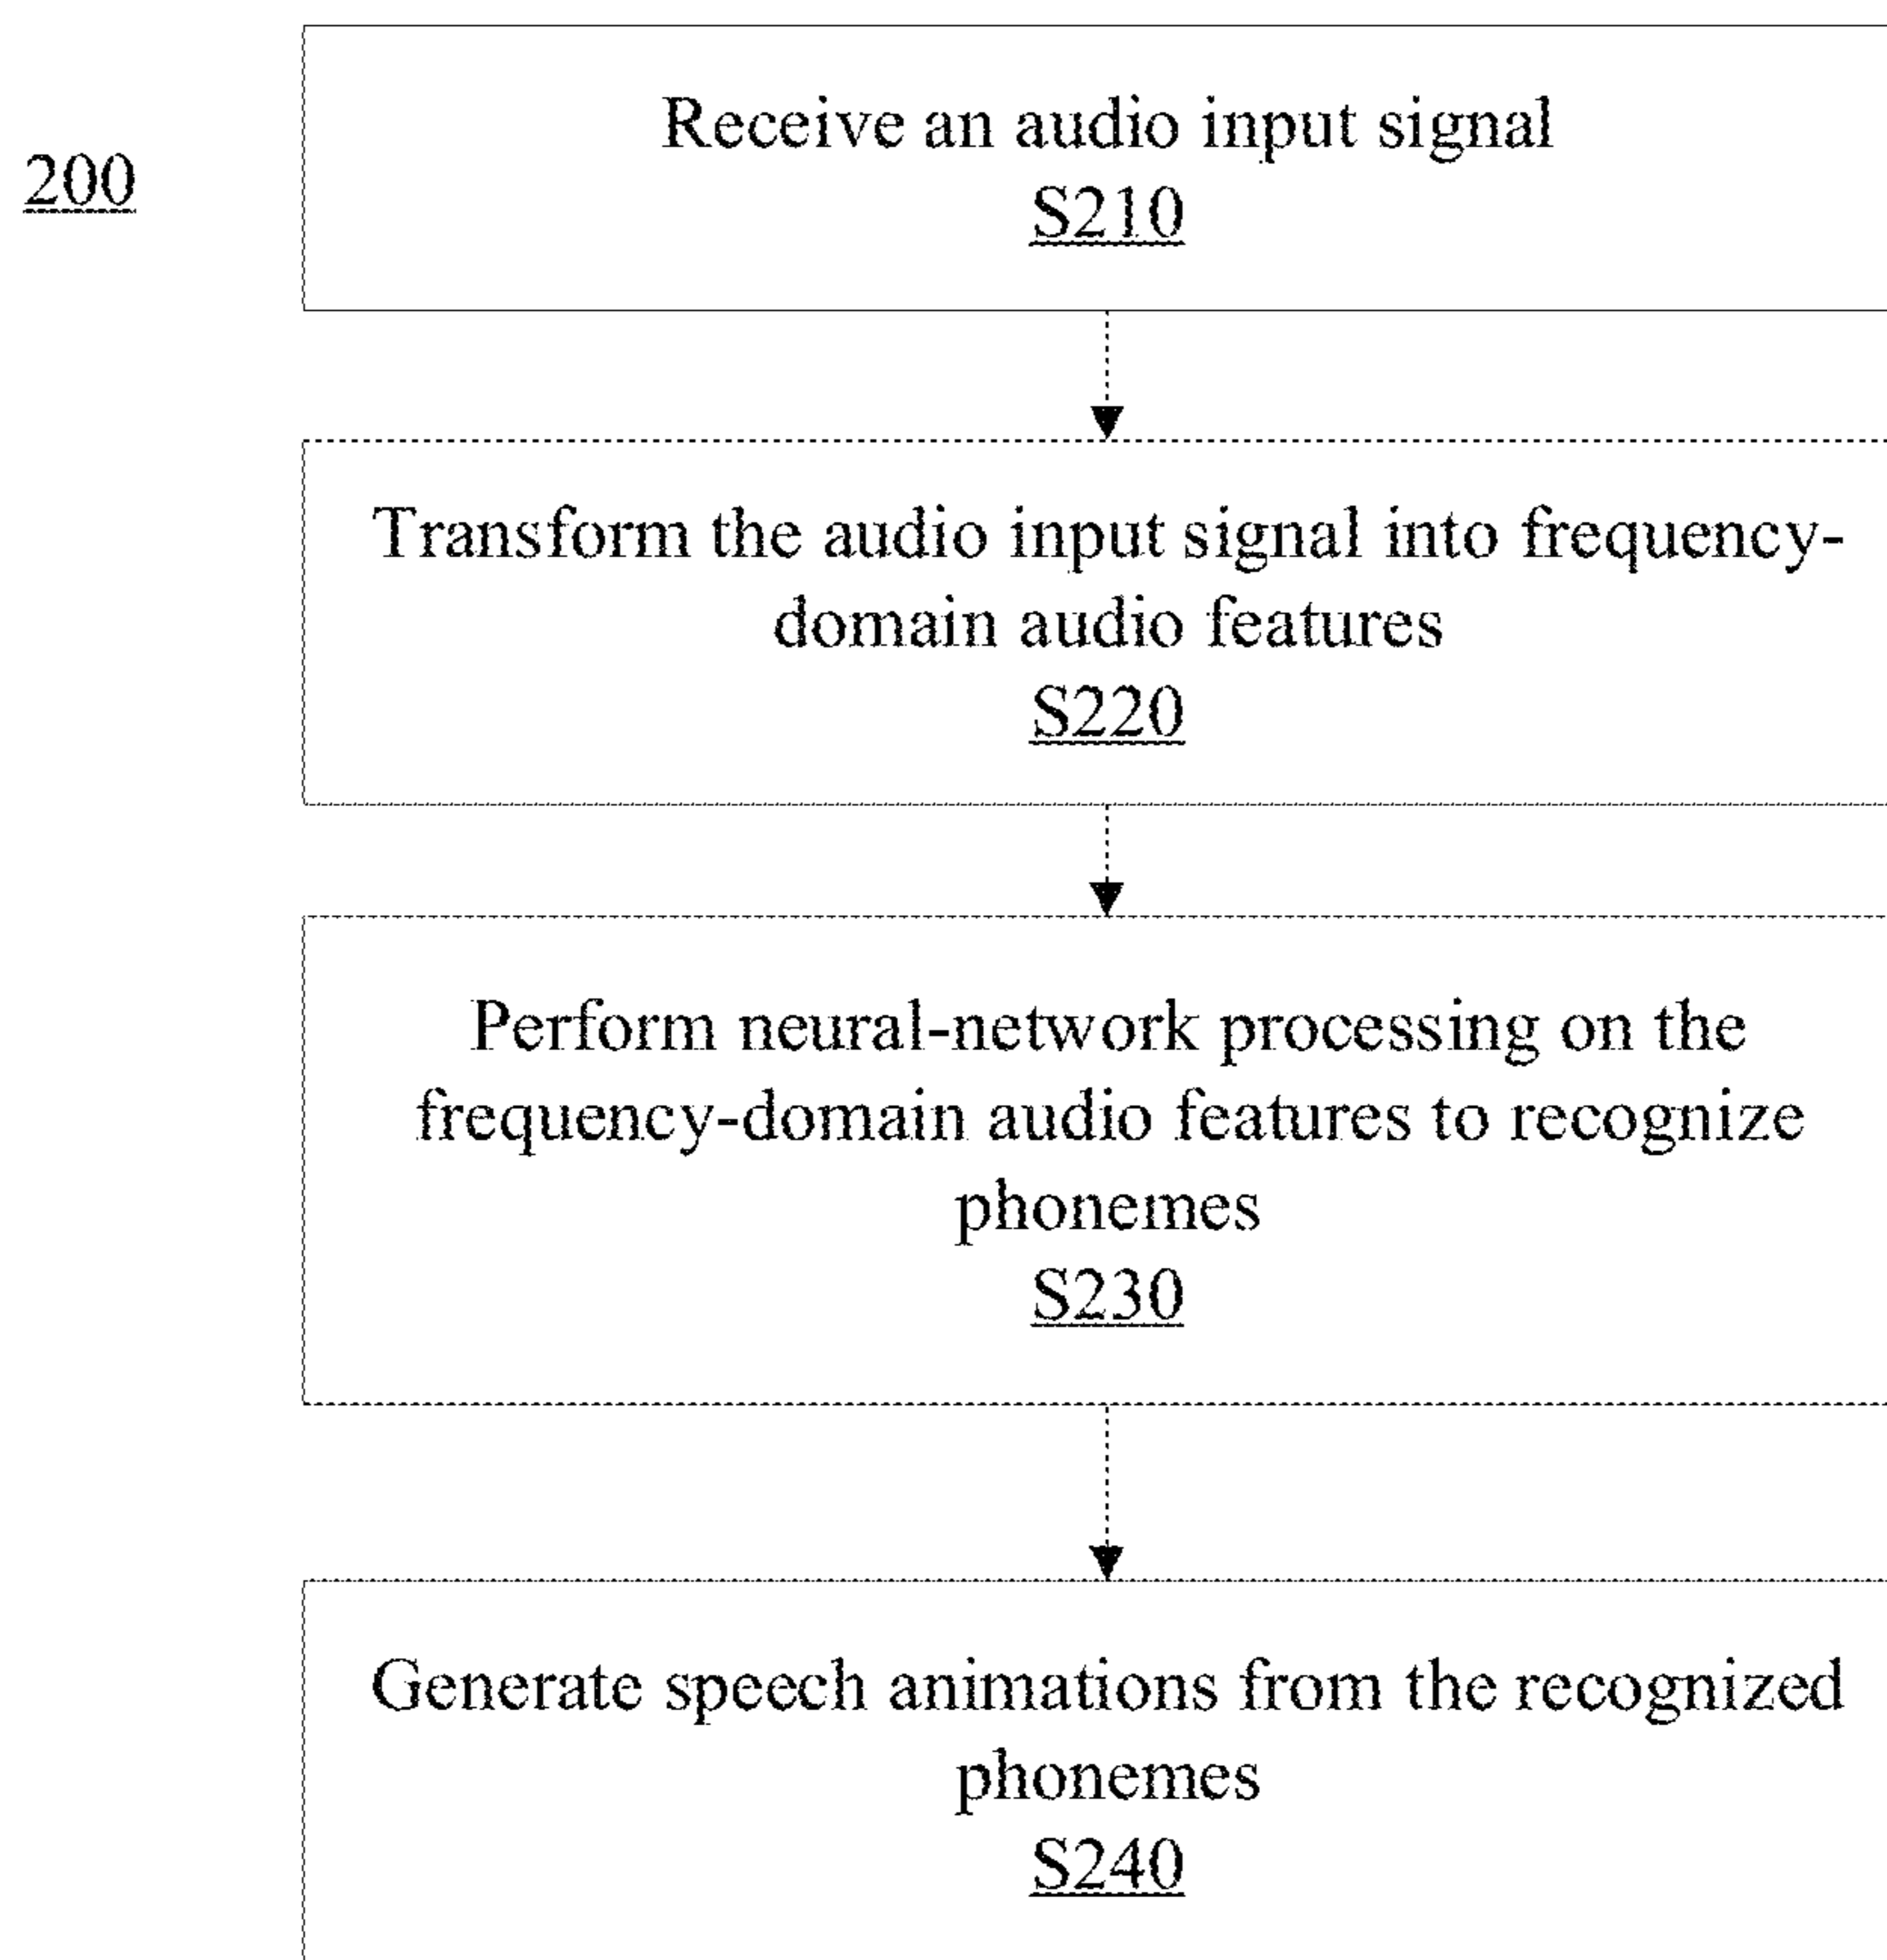 200
Receive an audio input signal
S210
Transform the audio input signal into frequency-
domain audio features
S220
Perform neural-network processing on the
frequency-domain audio features to recognize
phonemes
S230
Generate speech animations from the recognized
phonemes
S240